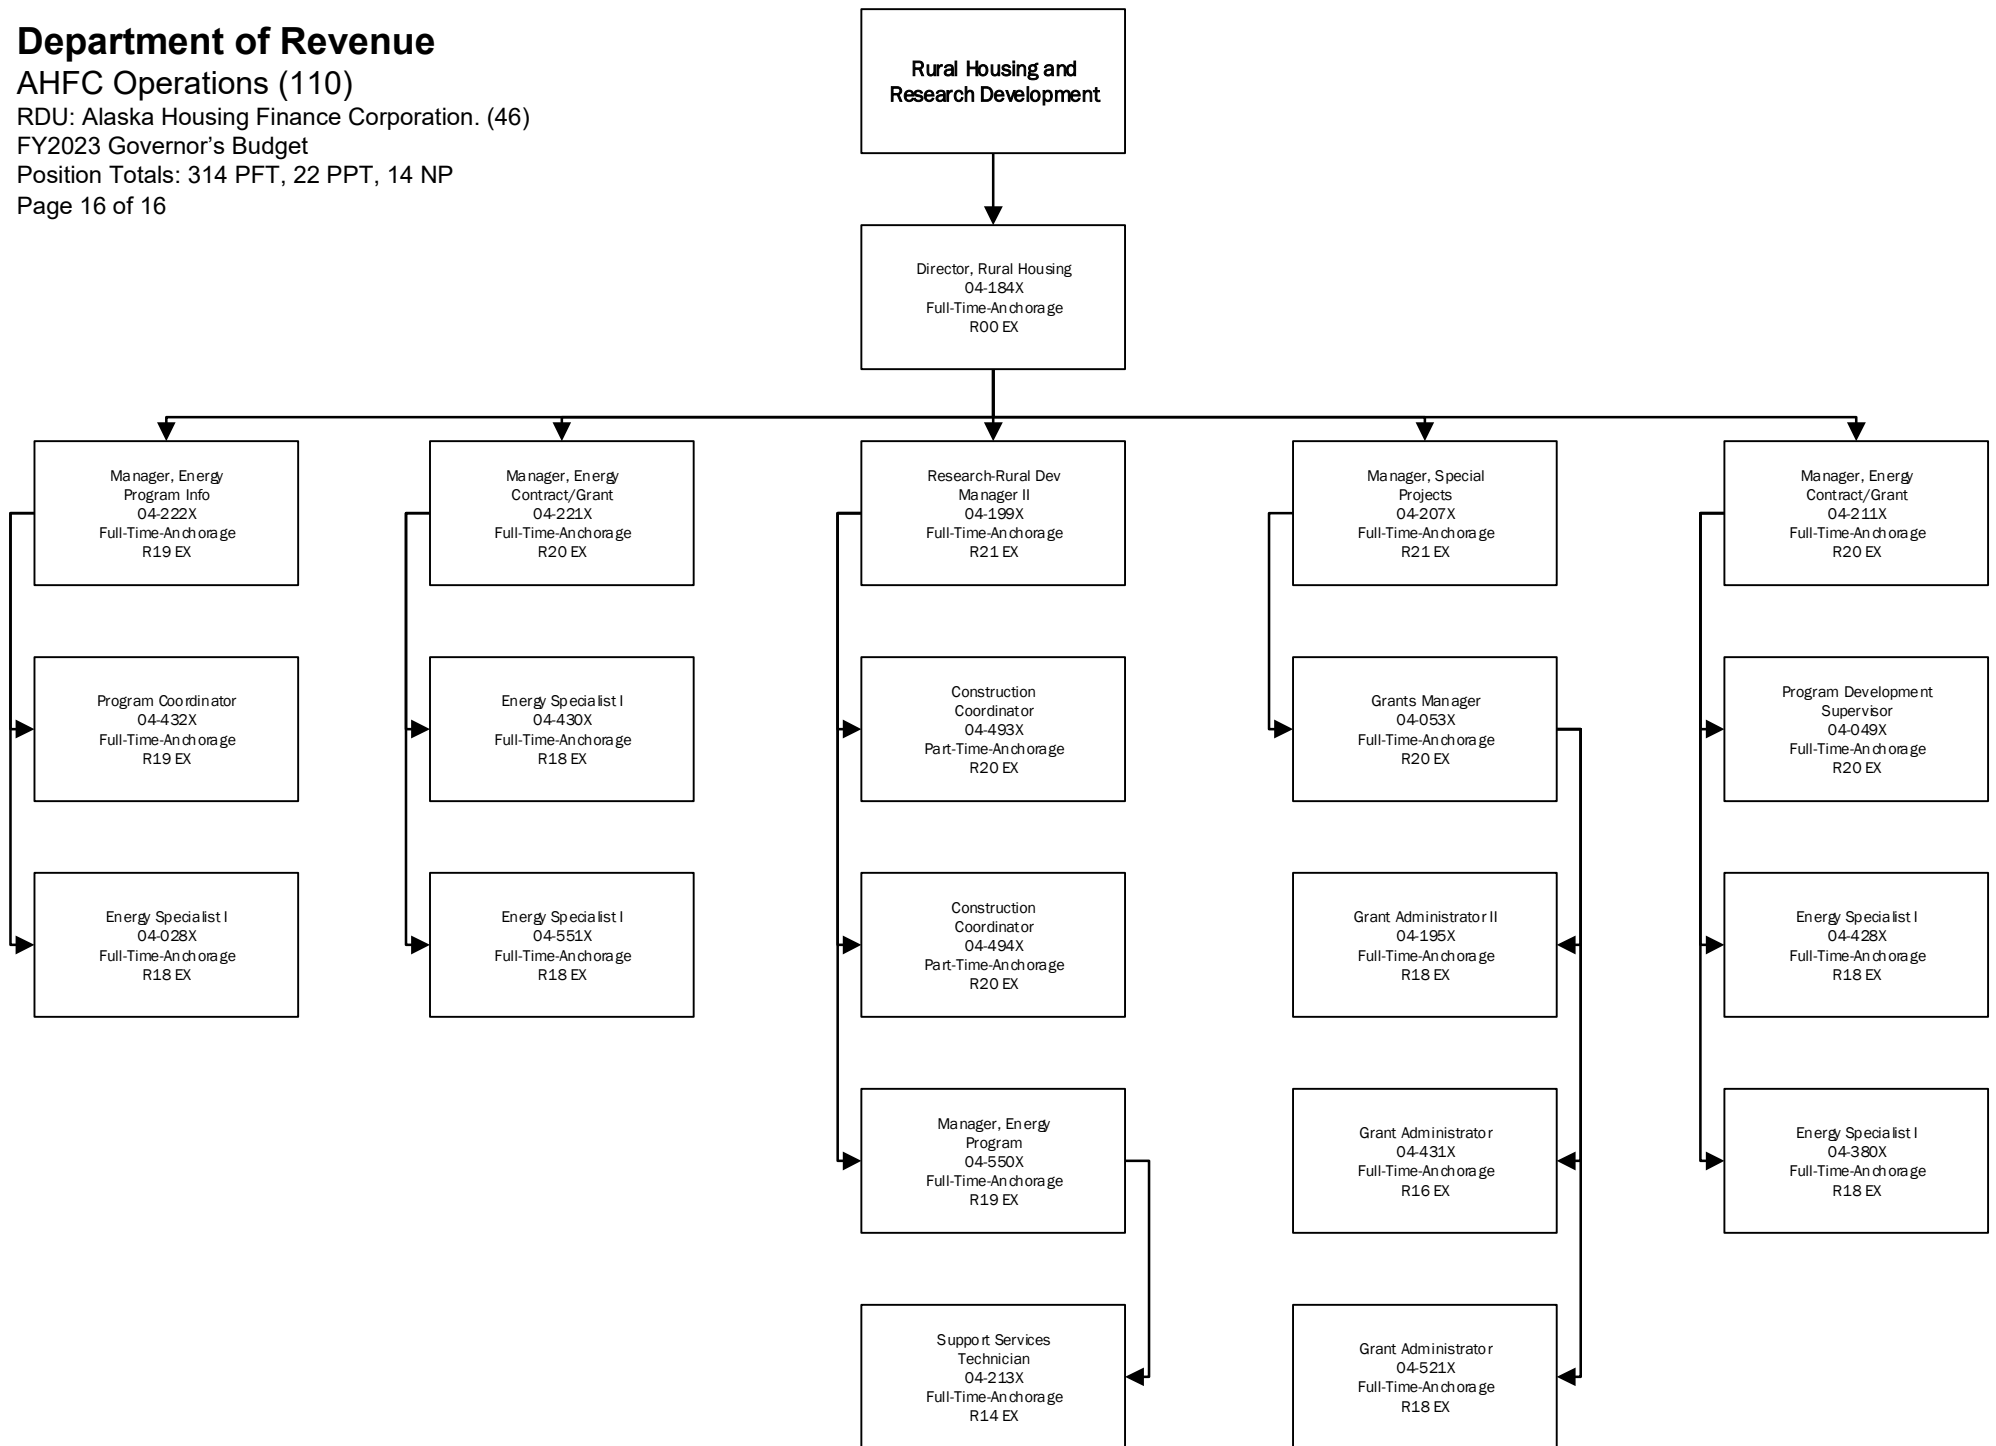 Department of Revenue
AHFC Operations (110)
RDU: Alaska Housing Finance Corporation. (46)
FY2023 Governor's Budget
Position Totals: 314 PFT, 22 PPT, 14 NP
Page 16 of 16
Rural Housing and
Research Development
Director, Rural Housing
04-184X
Full-Time-Anchorage
R00 EX
Manager, Energy
Program Info
04-222X
Full-Time-Anchorage
R19 EX
Manager, Energy
Contract/Grant
04-221X
Full-Time-Anchorage
R20 EX
Research-Rural Dev
Manager II
04-199X
Full-Time-Anchorage
R21 EX
Manager, Special
Projects
04-207X
Full-Time-Anchorage
R21 EX
Manager, Energy
Contract/Grant
04-211X
Full-Time-Anchorage
R20 EX
Program Coordinator
04-432X
Full-Time-Anchorage
R19 EX
Energy Specialist I
04-430X
Full-Time-Anchorage
R18 EX
Construction
Coordinator
04-493X
Part-Time-Anchorage
R20 EX
Grants Manager
04-053X
Full-Time-Anchorage
R20 EX
Program Development
Supervisor
04-049X
Full-Time-Anchorage
R20 EX
Energy Specialist I
04-028X
Full-Time-Anchorage
R18 EX
Energy Specialist I
04-551X
Full-Time-Anchorage
R18 EX
Construction
Coordinator
04-494X
Part-Time-Anchorage
R20 EX
Grant Administrator II
04-195X
Full-Time-Anchorage
R18 EX
Energy Specialist I
04-428X
Full-Time-Anchorage
R18 EX
Manager, Energy
Program
04-550X
Full-Time-Anchorage
R19 EX
Grant Administrator
04-431X
Full-Time-Anchorage
R16 EX
Energy Specialist I
04-380X
Full-Time-Anchorage
R18 EX
Support Services
Technician
04-213X
Full-Time-Anchorage
R14 EX
Grant Administrator
04-521X
Full-Time-Anchorage
R18 EX